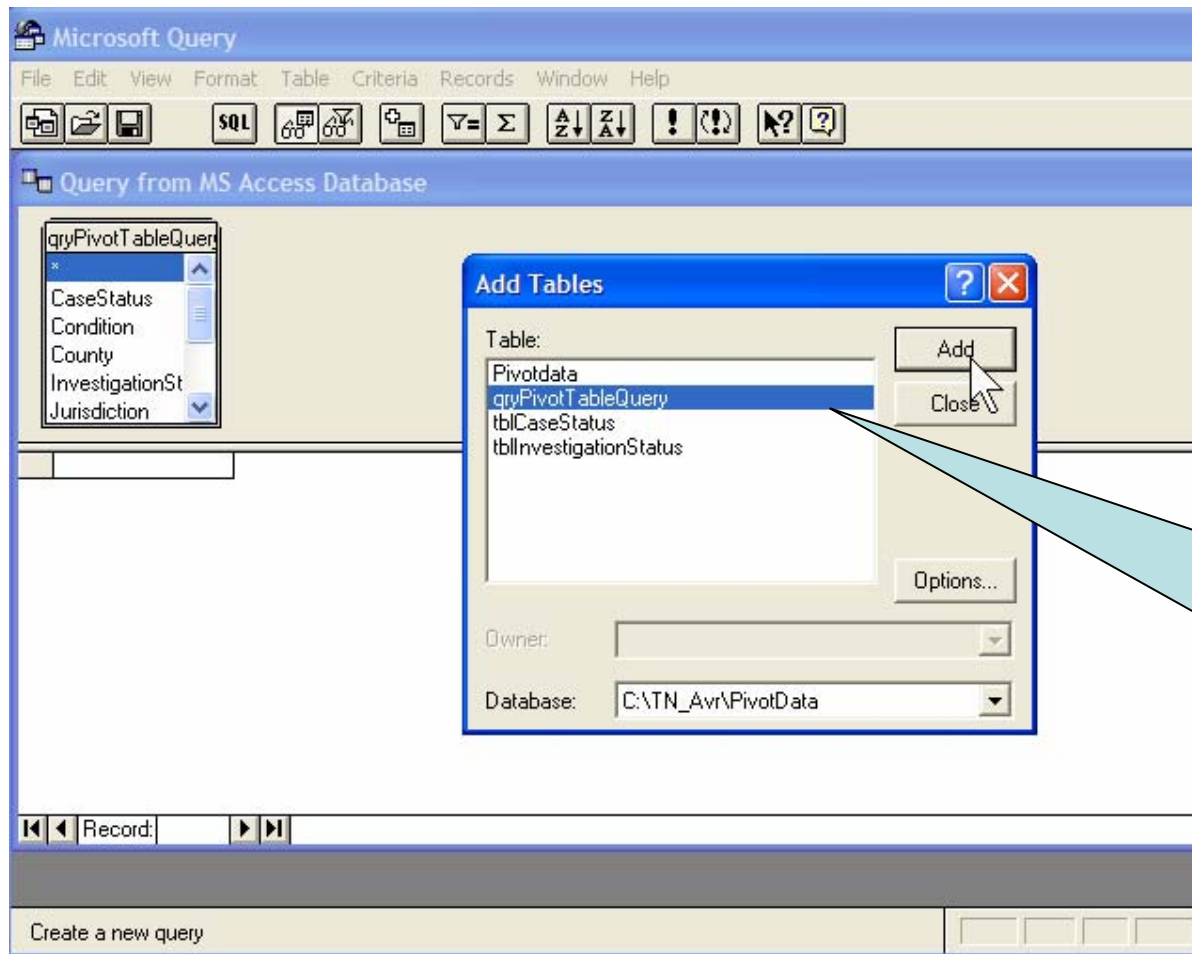 Microsoft Query
File Edit View Format Table Criteria Records Window Help
SQL
Query from MS Access Database
qryPivotTableQuery
*
CaseStatus
Condition
County
InvestigationSt
Jurisdiction
Add Tables
Table:
Pivotdata
qryPivotTableQuery
tblCaseStatus
tblInvestigationStatus
Add
Close
Options...
Owner:
Database: C:\TN_Avr\PivotData
Record:
Create a new query